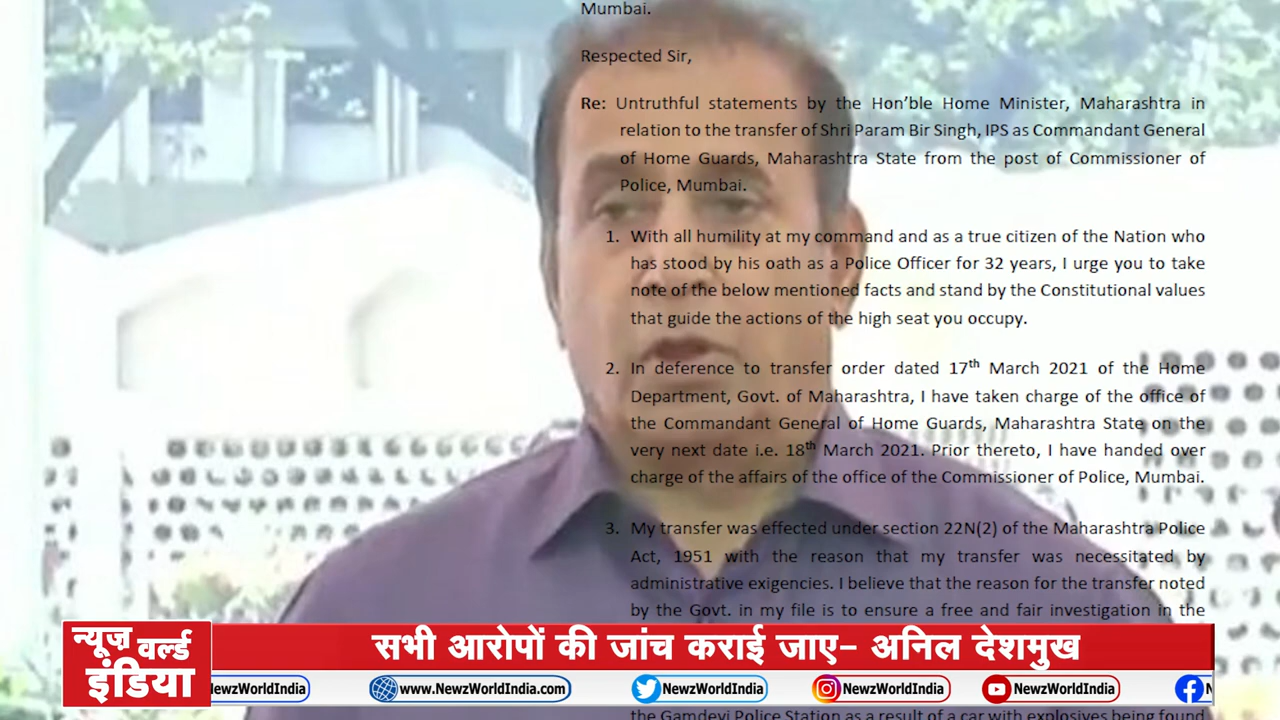 Mumbai.
Respected Sir,
Re: Untruthful statements by the Hon’ble Home Minister, Maharashtra in
relation to the transfer of Shri Param Bir Singh, IPS as Commandant General
of Home Guards, Maharashtra State from the post of Commissioner of
Police, Mumbai.
1. With all humility at my command and as a true citizen of the Nation who
has stood by his oath as a Police Officer for 32 years, I urge you to take
note of the below mentioned facts and stand by the Constitutional values
that guide the actions of the high seat you occupy.
2. In deference to transfer order dated 17th March 2021 of the Home
Department, Govt. of Maharashtra, I have taken charge of the office of
the Commandant General of Home Guards, Maharashtra State on the
very next date i.e. 18th March 2021. Prior thereto, I have handed over
charge of the affairs of the office of the Commissioner of Police, Mumbai.
3. My transfer was effected under section 22N(2) of the Maharashtra Police
Act, 1951 with the reason that my transfer was necessitated by
administrative exigencies. I believe that the reason for the transfer noted
by the Govt. in my file is to ensure a free and fair investigation in the
न्यूज़ वर्ल्ड
इंडिया
सभी आरोपों की जांच कराई जाए– अनिल देशमुख
NewzWorldIndia www.NewzWorldIndia.com NewzWorldIndia NewzWorldIndia NewzWorldIndia N
the Gamdevi Police Station as a result of a car with explosives being found